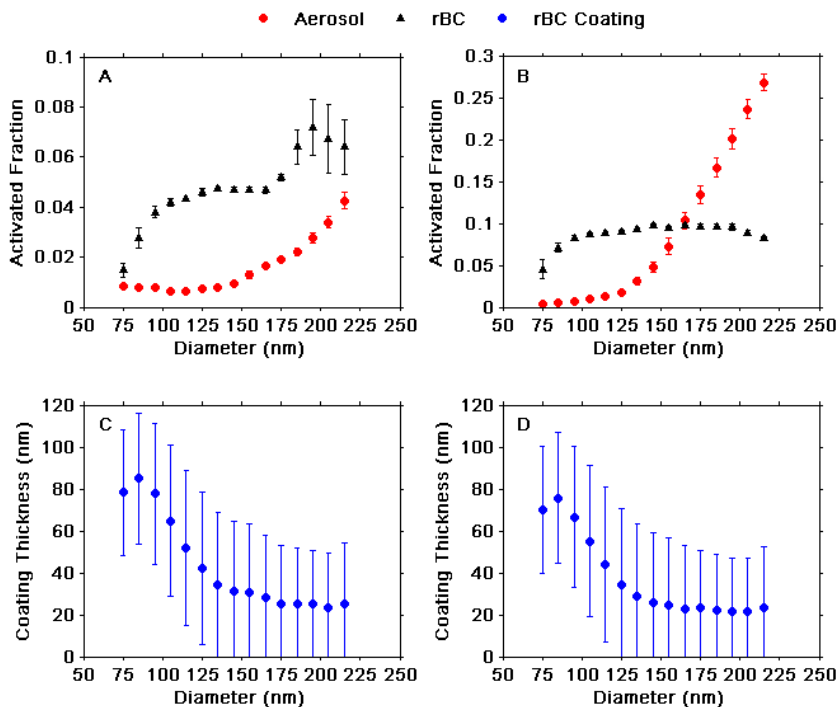 Aerosol rBC rBC Coating
A
0.1
0.08
0.06
0.04
0.02
0
Activated Fraction
50 75 100 125 150 175 200 225 250
Diameter (nm)
B
0.3
0.25
0.2
0.15
0.1
0.05
0
Activated Fraction
50 75 100 125 150 175 200 225 250
Diameter (nm)
C
120
100
80
60
40
20
0
Coating Thickness (nm)
50 75 100 125 150 175 200 225 250
Diameter (nm)
D
120
100
80
60
40
20
0
Coating Thickness (nm)
50 75 100 125 150 175 200 225 250
Diameter (nm)